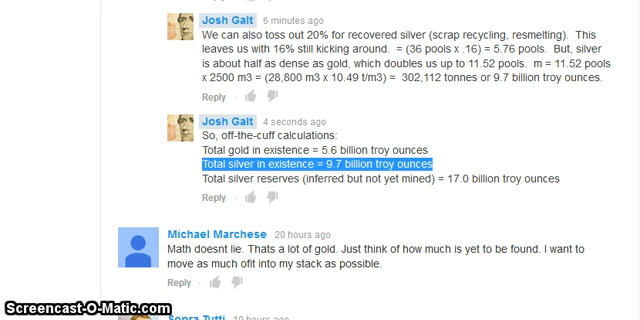 Josh Galt 6 minutes ago
We can also toss out 20% for recovered silver (scrap recycling, resmelting). This
leaves us with 16% still kicking around. = (36 pools x .16) = 5.76 pools. But, silver
is about half as dense as gold, which doubles us up to 11.52 pools. m = 11.52 pools
x 2500 m3 = (28,800 m3 x 10.49 t/m3) = 302,112 tonnes or 9.7 billion troy ounces.
Reply
Josh Galt 4 seconds ago
So, off-the-cuff calculations:
Total gold in existence = 5.6 billion troy ounces
Total silver in existence = 9.7 billion troy ounces
Total silver reserves (inferred but not yet mined) = 17.0 billion troy ounces
Reply
Michael Marchese 20 hours ago
Math doesnt lie. Thats a lot of gold. Just think of how much is yet to be found. I want to
move as much ofit into my stack as possible.
Reply
Screencast-O-Matic.com
Sopra Tutti 19 hours ago